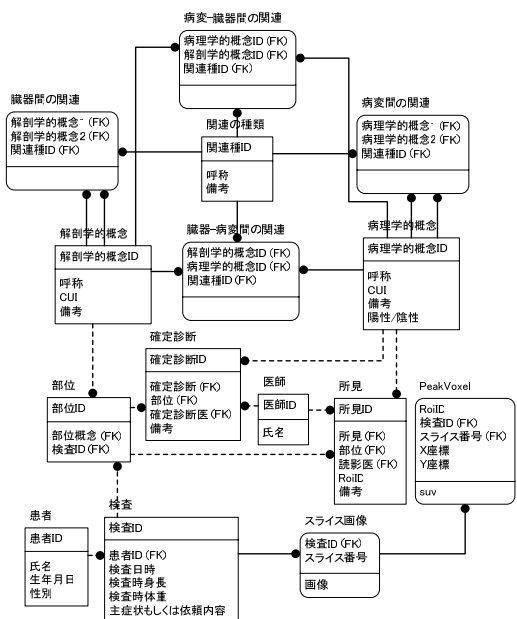 病変-臓器間の関連
病理学的概念ID (FK)
解剖学的概念ID (FK)
関連種ID (FK)
臓器間の関連
解剖学的概念1 (FK)
解剖学的概念2 (FK)
関連種ID (FK)
関連の種類
関連種ID
呼称
備考
病変間の関連
病理学的概念1 (FK)
病理学的概念2 (FK)
関連種ID (FK)
解剖学的概念
解剖学的概念ID
呼称
CUI
備考
臓器-病変間の関連
解剖学的概念ID (FK)
病理学的概念ID (FK)
関連種ID (FK)
病理学的概念
病理学的概念ID
呼称
CUI
備考
陽性/陰性
確定診断
確定診断ID
確定診断 (FK)
部位 (FK)
確定診断医 (FK)
備考
部位
部位ID
部位概念 (FK)
検査ID (FK)
医師
医師ID
氏名
所見
所見ID
所見 (FK)
部位 (FK)
読影医 (FK)
RoiID
備考
PeakVoxel
RoiID
検査ID (FK)
スライス番号 (FK)
X座標
Y座標
suv
患者
患者ID
氏名
生年月日
性別
検査
検査ID
患者ID (FK)
検査日時
検査時身長
検査時体重
主症状もしくは依頼内容
スライス画像
検査ID (FK)
スライス番号
画像